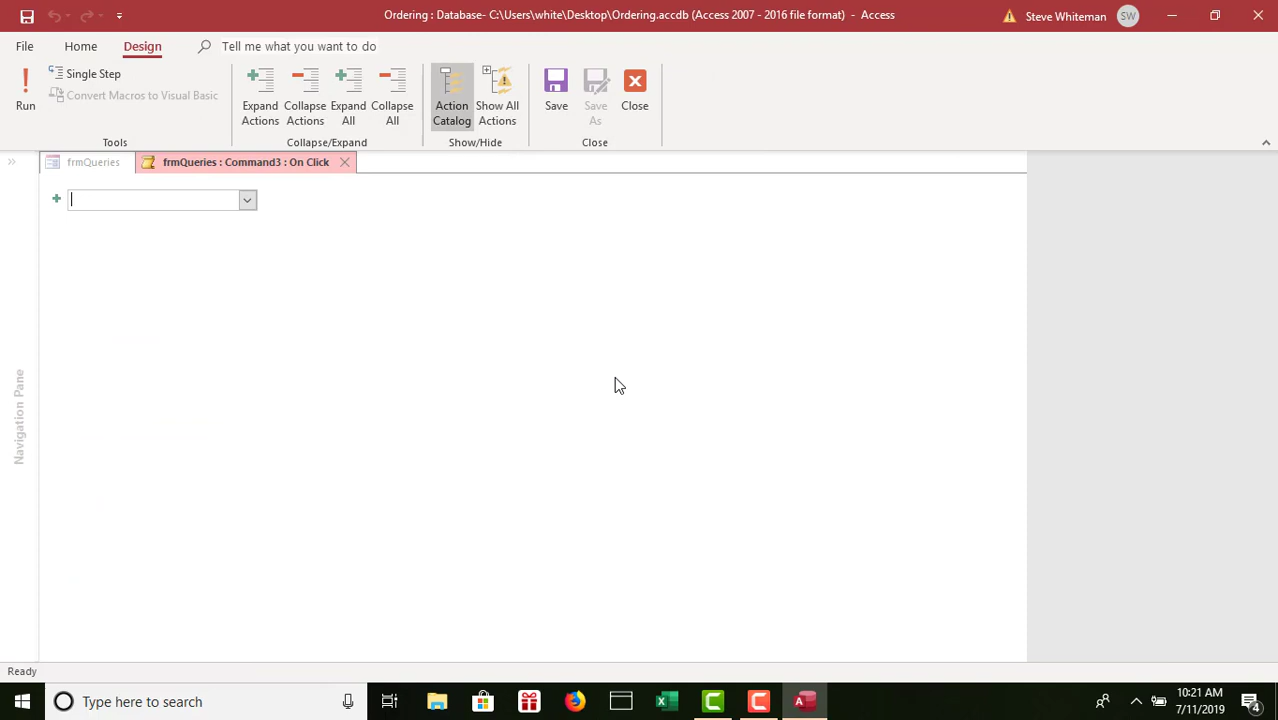 Ordering : Database- C:\Users\white\Desktop\Ordering.accdb (Access 2007 - 2016 file format) - Access
Steve Whiteman SW
File Home Design Tell me what you want to do
Run
Single Step
Convert Macros to Visual Basic
Tools
Expand Actions
Collapse Actions
Expand All
Collapse All
Collapse/Expand
Action Catalog
Show All Actions
Show/Hide
Save
Save As
Close
Close
frmQueries
frmQueries : Command3 : On Click
Navigation Pane
Ready
Type here to search
10:21 AM
7/11/2019
4